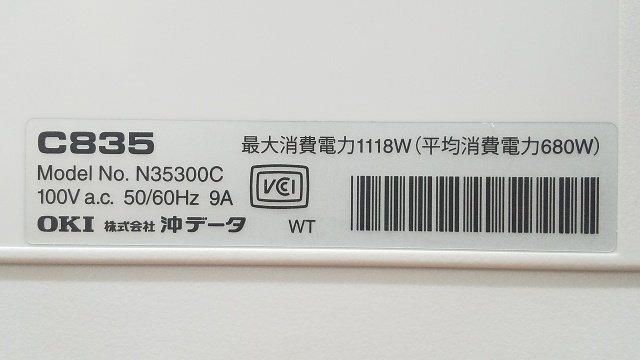 C835
最大消費電力1118W(平均消費電力680W)
Model No. N35300C
100V a.c. 50/60Hz 9A
VCCI
OKI 株式会社 沖データ
WT